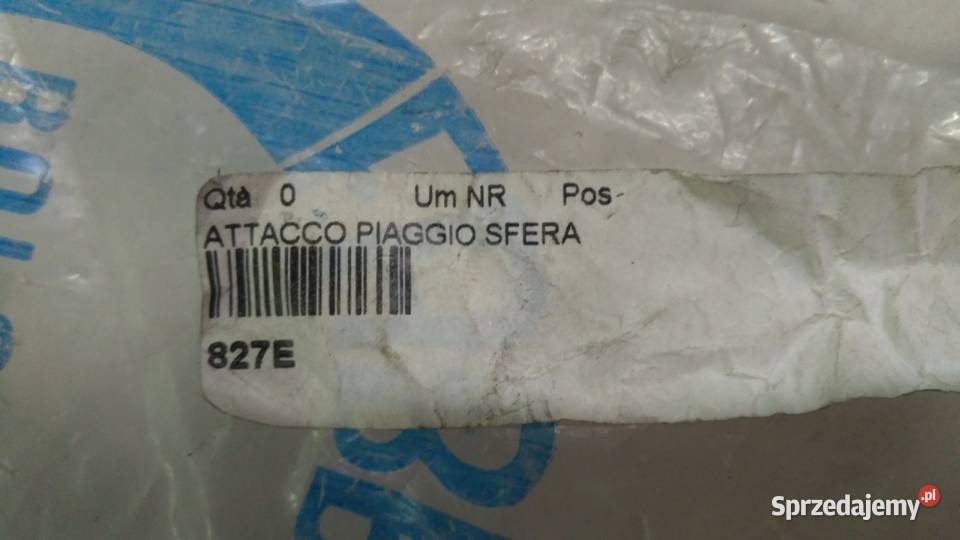 Qtà 0 Um NR Pos
ATTACCO PIAGGIO SFERA
827E
Sprzedajemy.pl